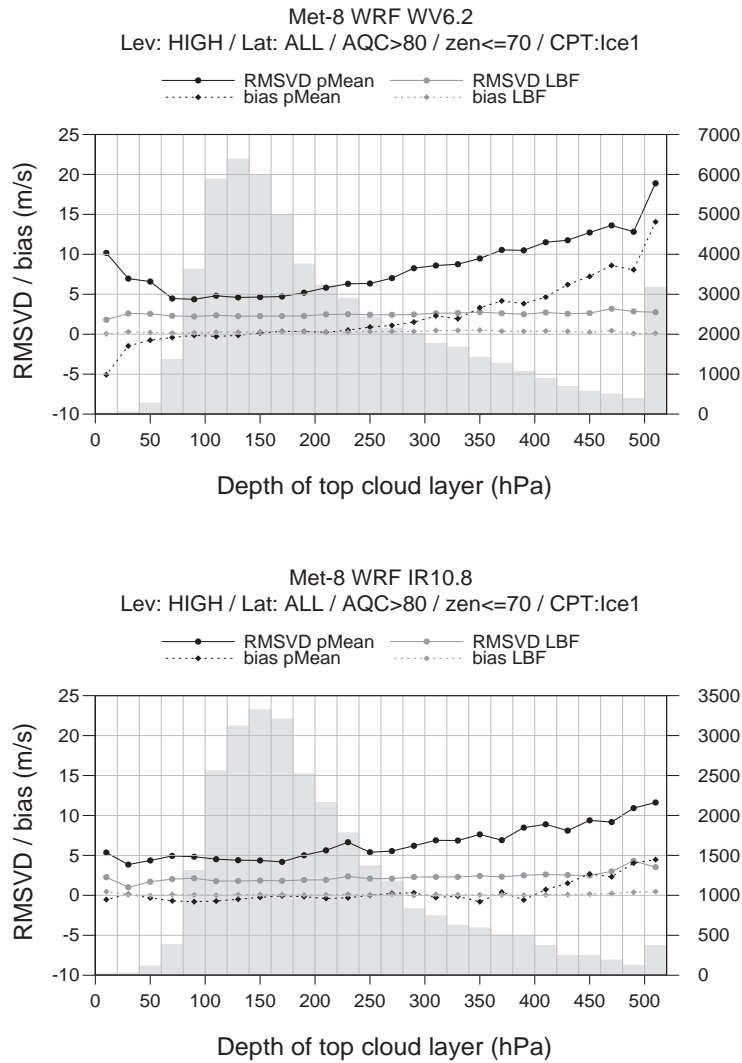 Met-8 WRF WV6.2
Lev: HIGH / Lat: ALL / AQC>80 / zen<=70 / CPT:Ice1
RMSVD pMean RMSVD LBF
bias pMean bias LBF
25 7000
20 6000
15 5000
10 4000
5 3000
0 2000
-5 1000
-10 0
RMSVD / bias (m/s)
0 50 100 150 200 250 300 350 400 450 500
Depth of top cloud layer (hPa)
Met-8 WRF IR10.8
Lev: HIGH / Lat: ALL / AQC>80 / zen<=70 / CPT:Ice1
RMSVD pMean RMSVD LBF
bias pMean bias LBF
25 3500
20 3000
15 2500
10 2000
5 1500
0 1000
-5 500
-10 0
RMSVD / bias (m/s)
0 50 100 150 200 250 300 350 400 450 500
Depth of top cloud layer (hPa)